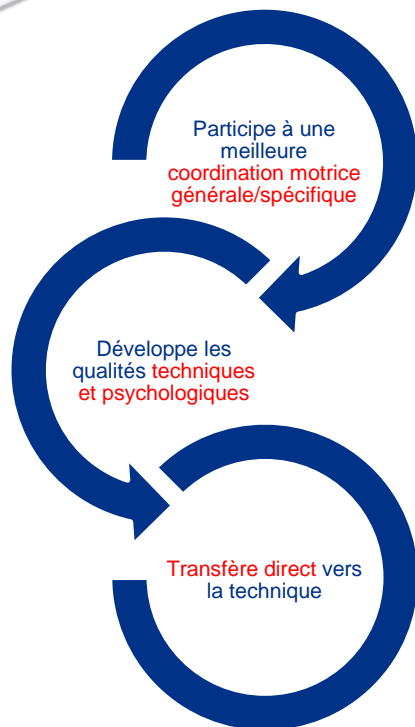 Participe à une
meilleure
coordination motrice
générale/spécifique
Développe les
qualités techniques
et psychologiques
Transfère direct vers
la technique